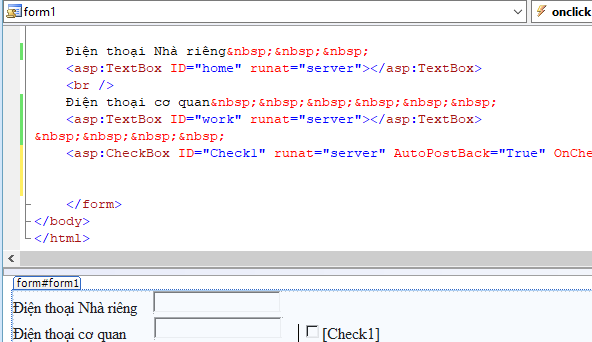 form1 onclick
Điện thoại Nhà riêng&nbsp;&nbsp;&nbsp;
<asp:TextBox ID="home" runat="server"></asp:TextBox>
<br />
Điện thoại cơ quan&nbsp;&nbsp;&nbsp;&nbsp;&nbsp;&nbsp;
<asp:TextBox ID="work" runat="server"></asp:TextBox>
&nbsp;&nbsp;&nbsp;&nbsp;
<asp:CheckBox ID="Check1" runat="server" AutoPostBack="True" OnChe
</form>
</body>
</html>
form#form1
Điện thoại Nhà riêng
Điện thoại cơ quan [Check1]